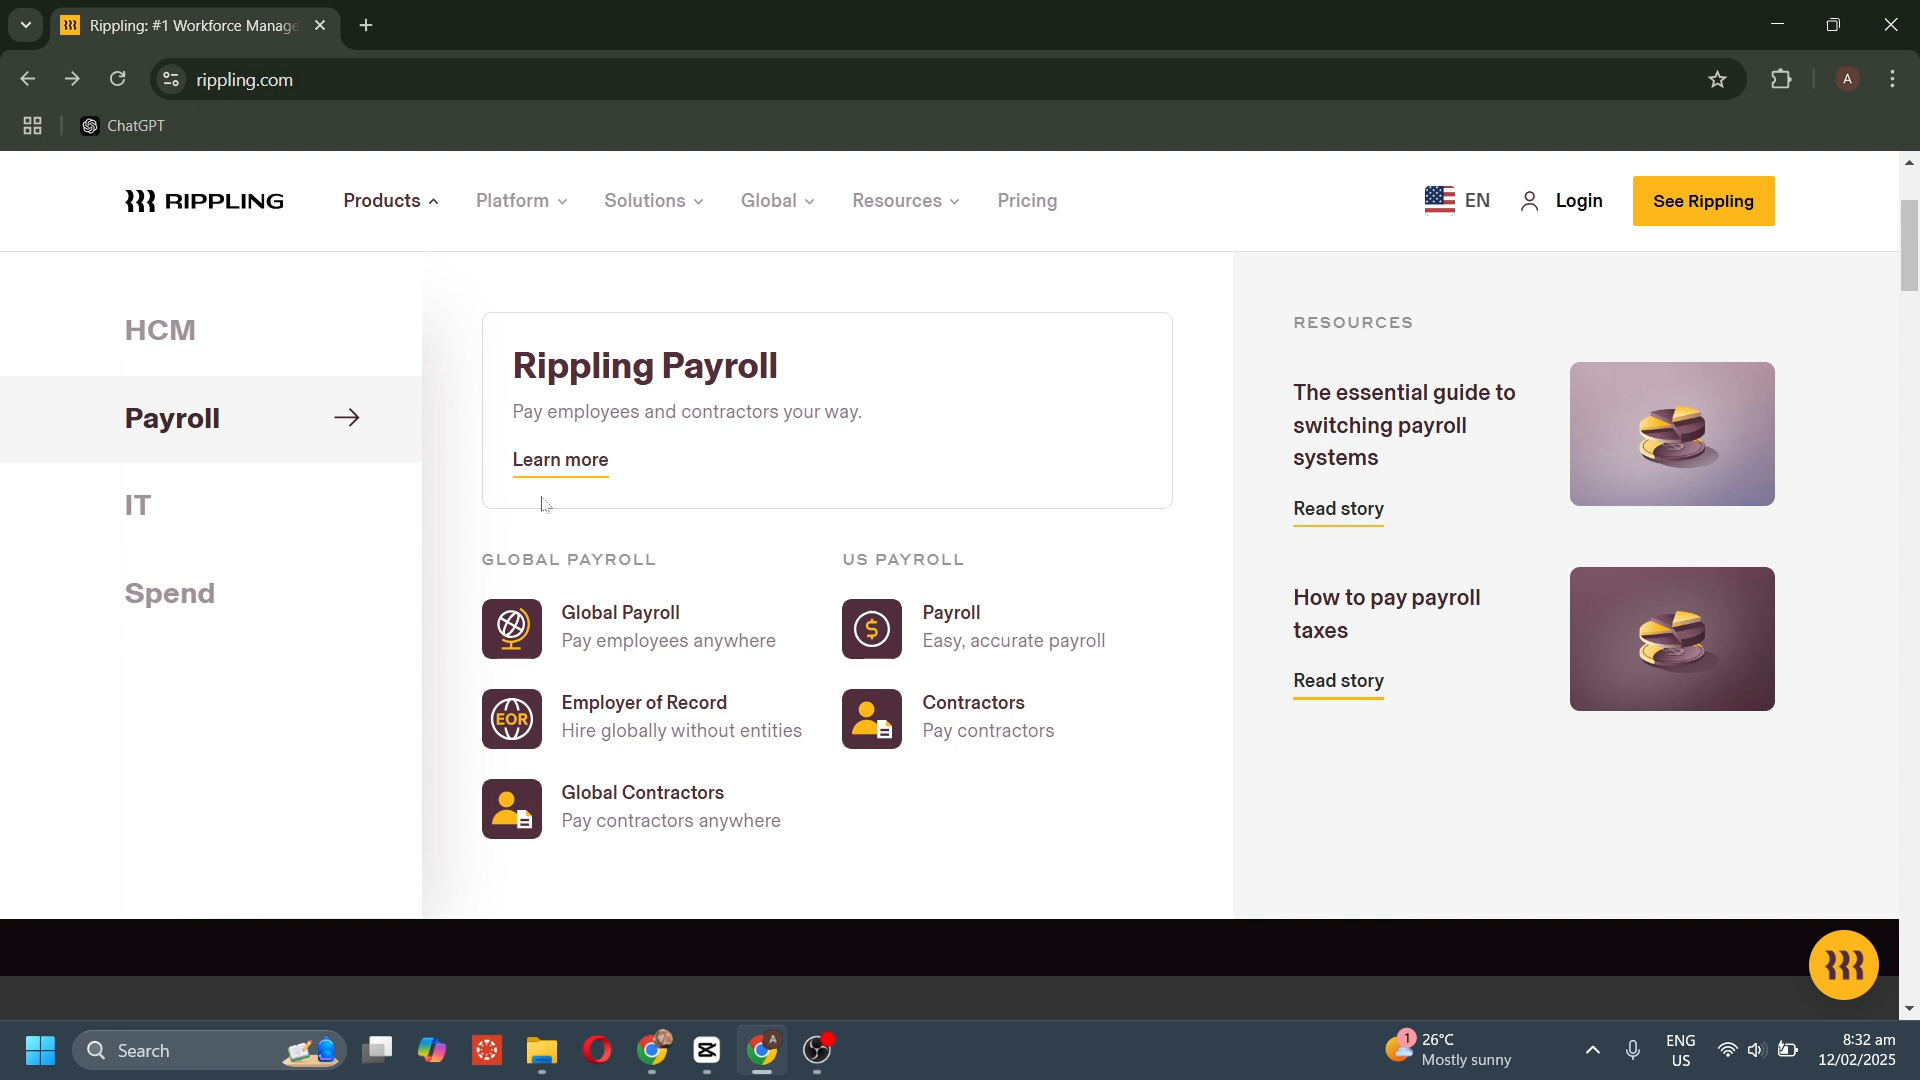 Rippling: #1 Workforce Manage
rippling.com
A
ChatGPT
RIPPLING
Products
Platform
Solutions
Global
Resources
Pricing
EN
Login
See Rippling
HCM
Payroll
IT
Spend
Rippling Payroll
Pay employees and contractors your way.
Learn more
GLOBAL PAYROLL
Global Payroll
Pay employees anywhere
EOR
Employer of Record
Hire globally without entities
Global Contractors
Pay contractors anywhere
US PAYROLL
$
Payroll
Easy, accurate payroll
Contractors
Pay contractors
RESOURCES
The essential guide to
switching payroll
systems
Read story
How to pay payroll
taxes
Read story
Search
A
1
26°C
Mostly sunny
ENG
US
8:32 am
12/02/2025